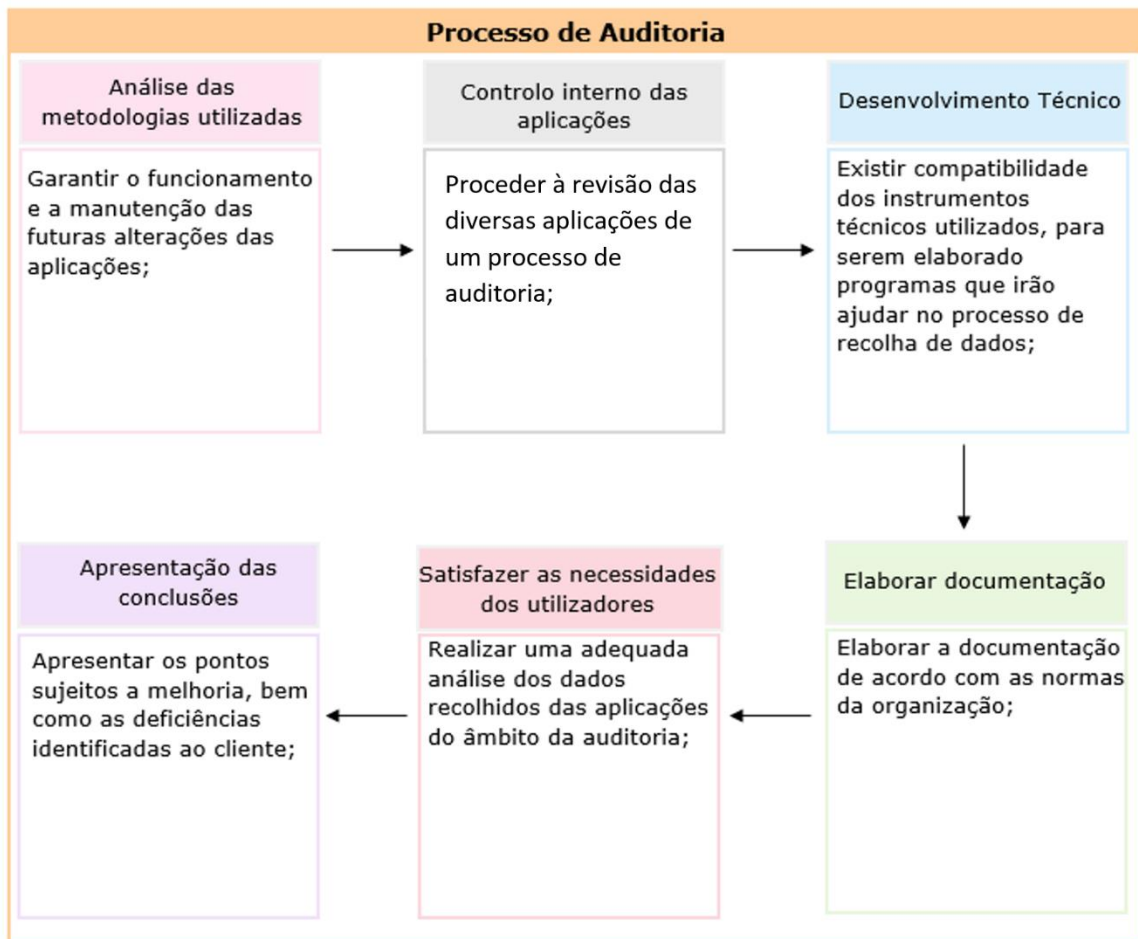 Processo de Auditoria
Análise das
metodologias utilizadas
Garantir o funcionamento
e a manutenção das
futuras alterações das
aplicações;
Controlo interno das
aplicações
Proceder à revisão das
diversas aplicações de
um processo de
auditoria;
Desenvolvimento Técnico
Existir compatibilidade
dos instrumentos
técnicos utilizados, para
serem elaborado
programas que irão
ajudar no processo de
recolha de dados;
Elaborar documentação
Elaborar a documentação
de acordo com as normas
da organização;
Satisfazer as necessidades
dos utilizadores
Realizar uma adequada
análise dos dados
recolhidos das aplicações
do âmbito da auditoria;
Apresentação das
conclusões
Apresentar os pontos
sujeitos a melhoria, bem
como as deficiências
identificadas ao cliente;